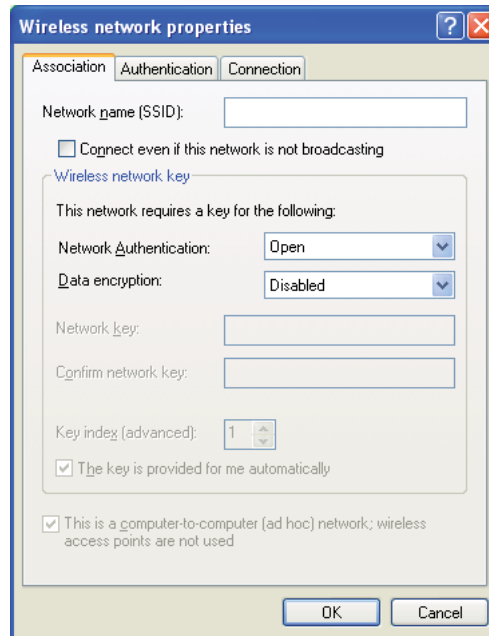 Wireless network properties
Association Authentication Connection
Network name (SSID):
Connect even if this network is not broadcasting
Wireless network key
This network requires a key for the following:
Network Authentication: Open
Data encryption: Disabled
Network key:
Confirm network key:
Key index (advanced): 1
The key is provided for me automatically
This is a computer-to-computer (ad hoc) network; wireless
access points are not used
OK Cancel